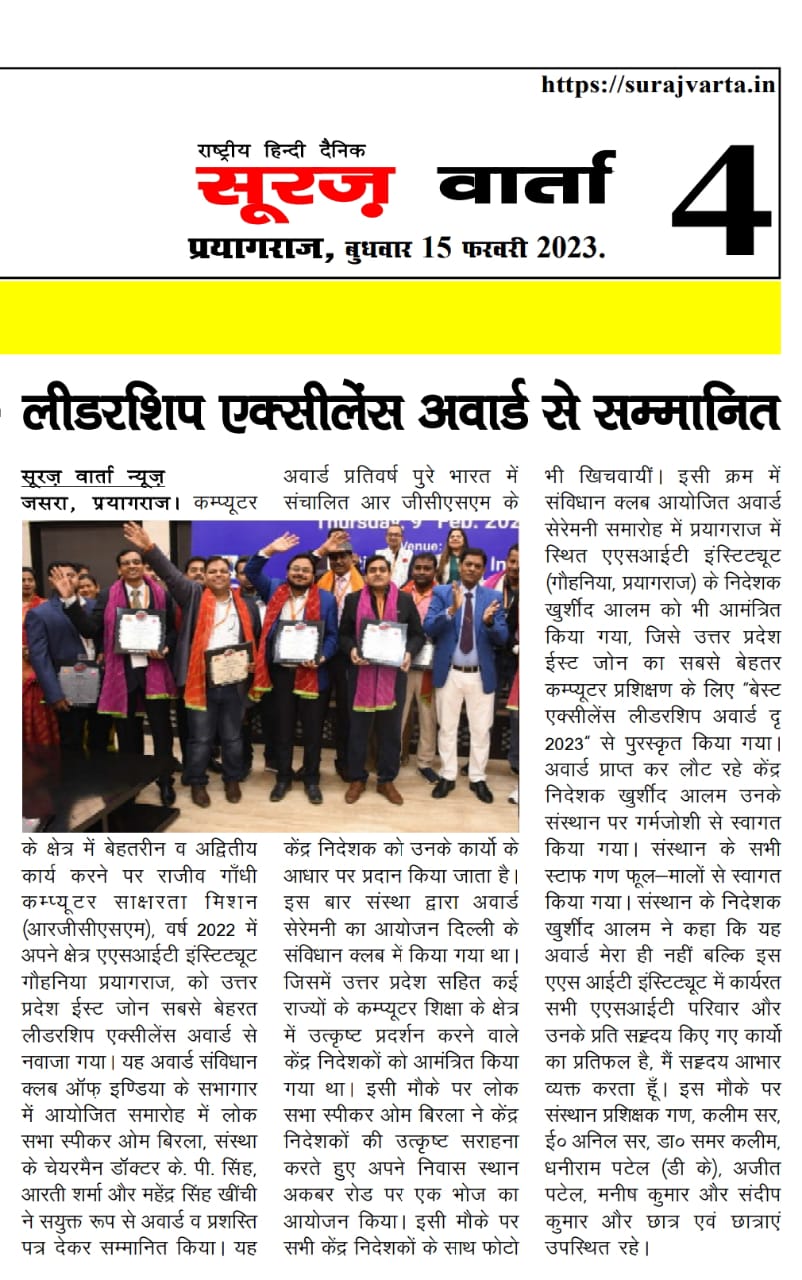 https://surajvarta.in
राष्ट्रीय हिन्दी दैनिक
सूरज़ वार्ता
4
प्रयागराज, बुधवार 15 फरवरी 2023.
लीडरशिप एक्सीलेंस अवार्ड से सम्मानित
सूरज़ वार्ता न्यूज़
जसरा, प्रयागराज। कम्प्यूटर
Thursday, 9 Feb. 202
Venue:
In
के क्षेत्र में बेहतरीन व अद्वितीय
कार्य करने पर राजीव गाँधी
कम्प्यूटर साक्षरता मिशन
(आरजीसीएसएम), वर्ष 2022 में
अपने क्षेत्र एएसआईटी इंस्टिट्यूट
गौहनिया प्रयागराज, को उत्तर
प्रदेश ईस्ट जोन सबसे बेहरत
लीडरशिप एक्सीलेंस अवार्ड से
नवाजा गया। यह अवार्ड संविधान
क्लब ऑफ़ इण्डिया के सभागार
में आयोजित समारोह में लोक
सभा स्पीकर ओम बिरला, संस्था
के चेयरमैन डॉक्टर के. पी. सिंह,
आरती शर्मा और महेंद्र सिंह खींची
ने सयुक्त रूप से अवार्ड व प्रशस्ति
पत्र देकर सम्मानित किया। यह
अवार्ड प्रतिवर्ष पुरे भारत में
संचालित आर जीसीएसएम के
केंद्र निदेशक को उनके कार्यो के
आधार पर प्रदान किया जाता है।
इस बार संस्था द्वारा अवार्ड
सेरेमनी का आयोजन दिल्ली के
संविधान क्लब में किया गया था।
जिसमें उत्तर प्रदेश सहित कई
राज्यों के कम्प्यूटर शिक्षा के क्षेत्र
में उत्कृष्ट प्रदर्शन करने वाले
केंद्र निदेशकों को आमंत्रित किया
गया था। इसी मौके पर लोक
सभा स्पीकर ओम बिरला ने केंद्र
निदेशकों की उत्कृष्ट सराहना
करते हुए अपने निवास स्थान
अकबर रोड पर एक भोज का
आयोजन किया। इसी मौके पर
सभी केंद्र निदेशकों के साथ फोटो
भी खिचवायीं। इसी क्रम में
संविधान क्लब आयोजित अवार्ड
सेरेमनी समारोह में प्रयागराज में
स्थित एएसआईटी इंस्टिट्यूट
(गौहनिया, प्रयागराज) के निदेशक
खुर्शीद आलम को भी आमंत्रित
किया गया, जिसे उत्तर प्रदेश
ईस्ट जोन का सबसे बेहतर
कम्प्यूटर प्रशिक्षण के लिए "बेस्ट
एक्सीलेंस लीडरशिप अवार्ड दृ
2023" से पुरस्कृत किया गया।
अवार्ड प्राप्त कर लौट रहे केंद्र
निदेशक खुर्शीद आलम उनके
संस्थान पर गर्मजोशी से स्वागत
किया गया। संस्थान के सभी
स्टाफ गण फूल–मालों से स्वागत
किया गया। संस्थान के निदेशक
खुर्शीद आलम ने कहा कि यह
अवार्ड मेरा ही नहीं बल्कि इस
एएस आईटी इंस्टिट्यूट में कार्यरत
सभी एएसआईटी परिवार और
उनके प्रति सह्रदय किए गए कार्यो
का प्रतिफल है, मैं सह्रदय आभार
व्यक्त करता हूँ। इस मौके पर
संस्थान प्रशिक्षक गण, कलीम सर,
ई० अनिल सर, डा० समर कलीम,
धनीराम पटेल (डी के), अजीत
पटेल, मनीष कुमार और संदीप
कुमार और छात्र एवं छात्राएं
उपस्थित रहे।